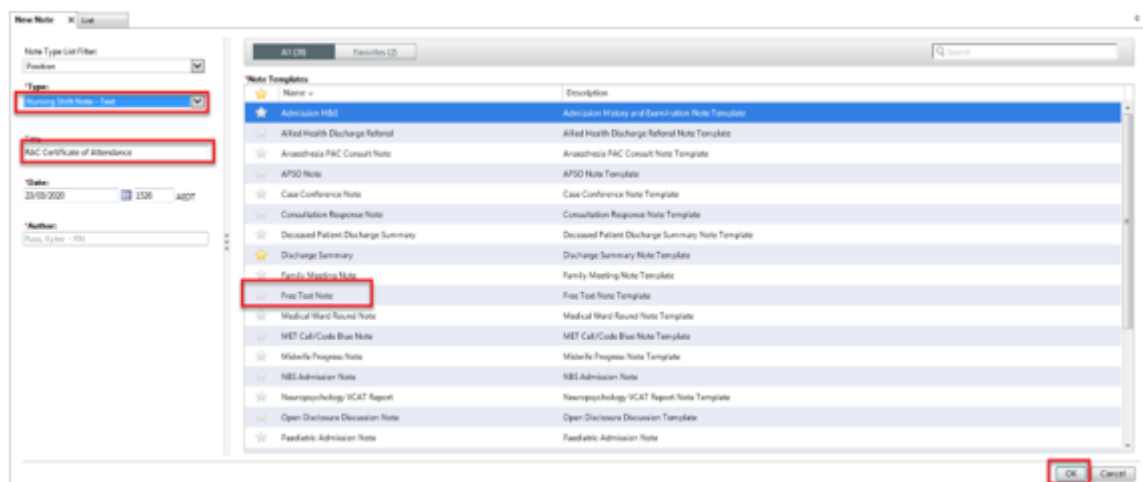 New Note X List
Note Type List Filter:
Position
*Type:
Nursing Shift Note - Text
Title:
RAC Certificate of Attendance
*Date:
23/03/2020 1526 AEDT
*Author:
Ross, Kylee - RN
All (28) Favorites (2)
Search
*Note Templates
Name Description
Admission H&E Admission History and Examination Note Template
Allied Health Discharge Referral Allied Health Discharge Referral Note Template
Anaesthesia PAC Consult Note Anaesthesia PAC Consult Note Template
APSO Note APSO Note Template
Case Conference Note Case Conference Note Template
Consultation Response Note Consultation Response Note Template
Deceased Patient Discharge Summary Deceased Patient Discharge Summary Note Template
Discharge Summary Discharge Summary Note Template
Family Meeting Note Family Meeting Note Template
Free Text Note Free Text Note Template
Medical Ward Round Note Medical Ward Round Note Template
MET Call/Code Blue Note MET Call/Code Blue Note Template
Midwife Progress Note Midwife Progress Note Template
NBS Admission Note NBS Admission Note
Neuropsychology VCAT Report Neuropsychology VCAT Report Note Template
Open Disclosure Discussion Note Open Disclosure Discussion Template
Paediatric Admission Note Paediatric Admission Note
OK Cancel